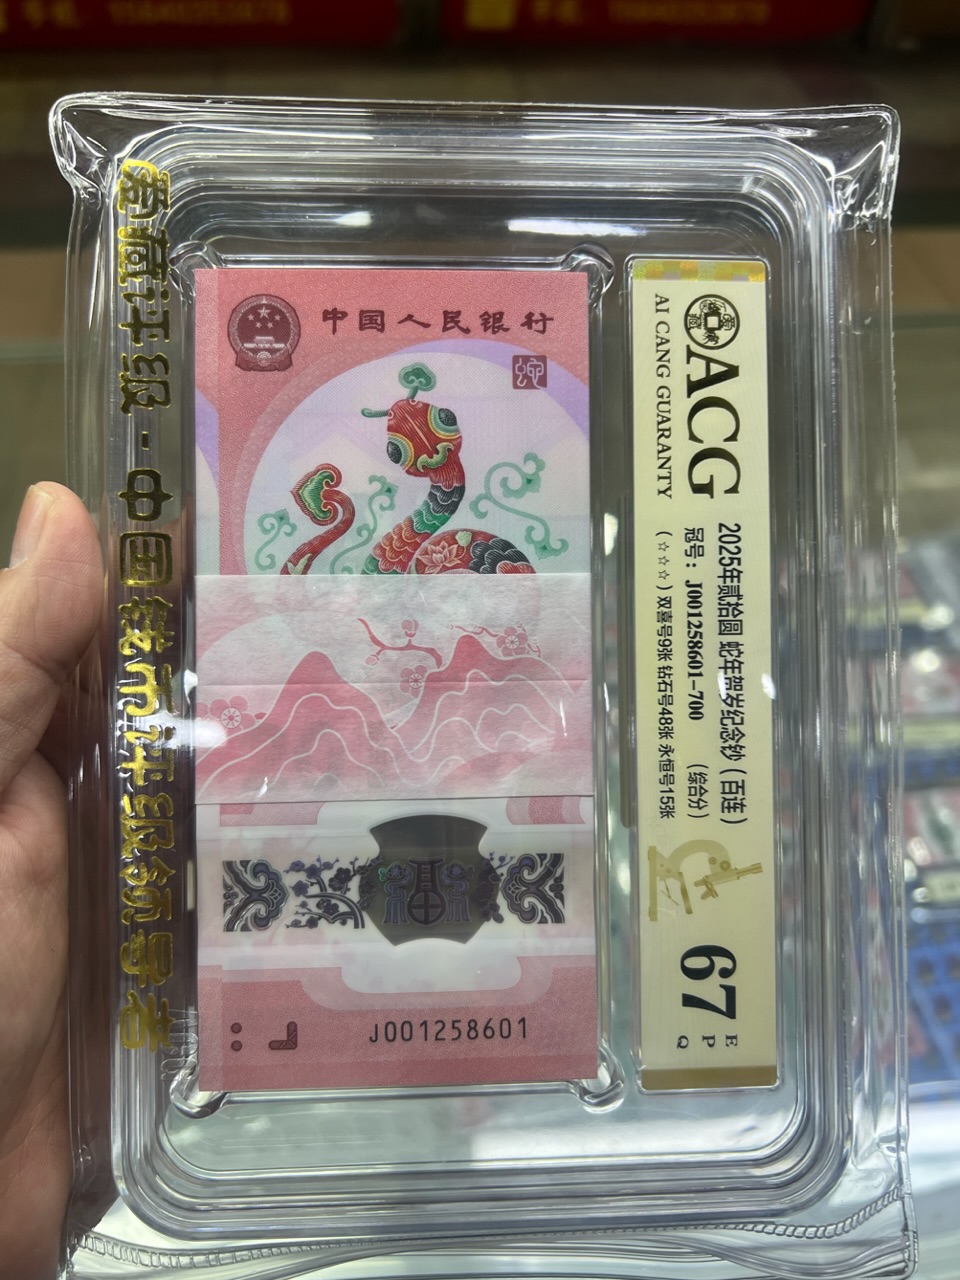 爱藏评级-中国钱币评级领导者
中国人民银行
J001258601
ACG
AI CANG GUARANTY
2025年贰拾圆 蛇年贺岁纪念钞（百连）
冠号：J001258601-700 （综合分）
（☆☆☆）双喜号9张 钻石号48张 永恒号15张
67
E
P
Q